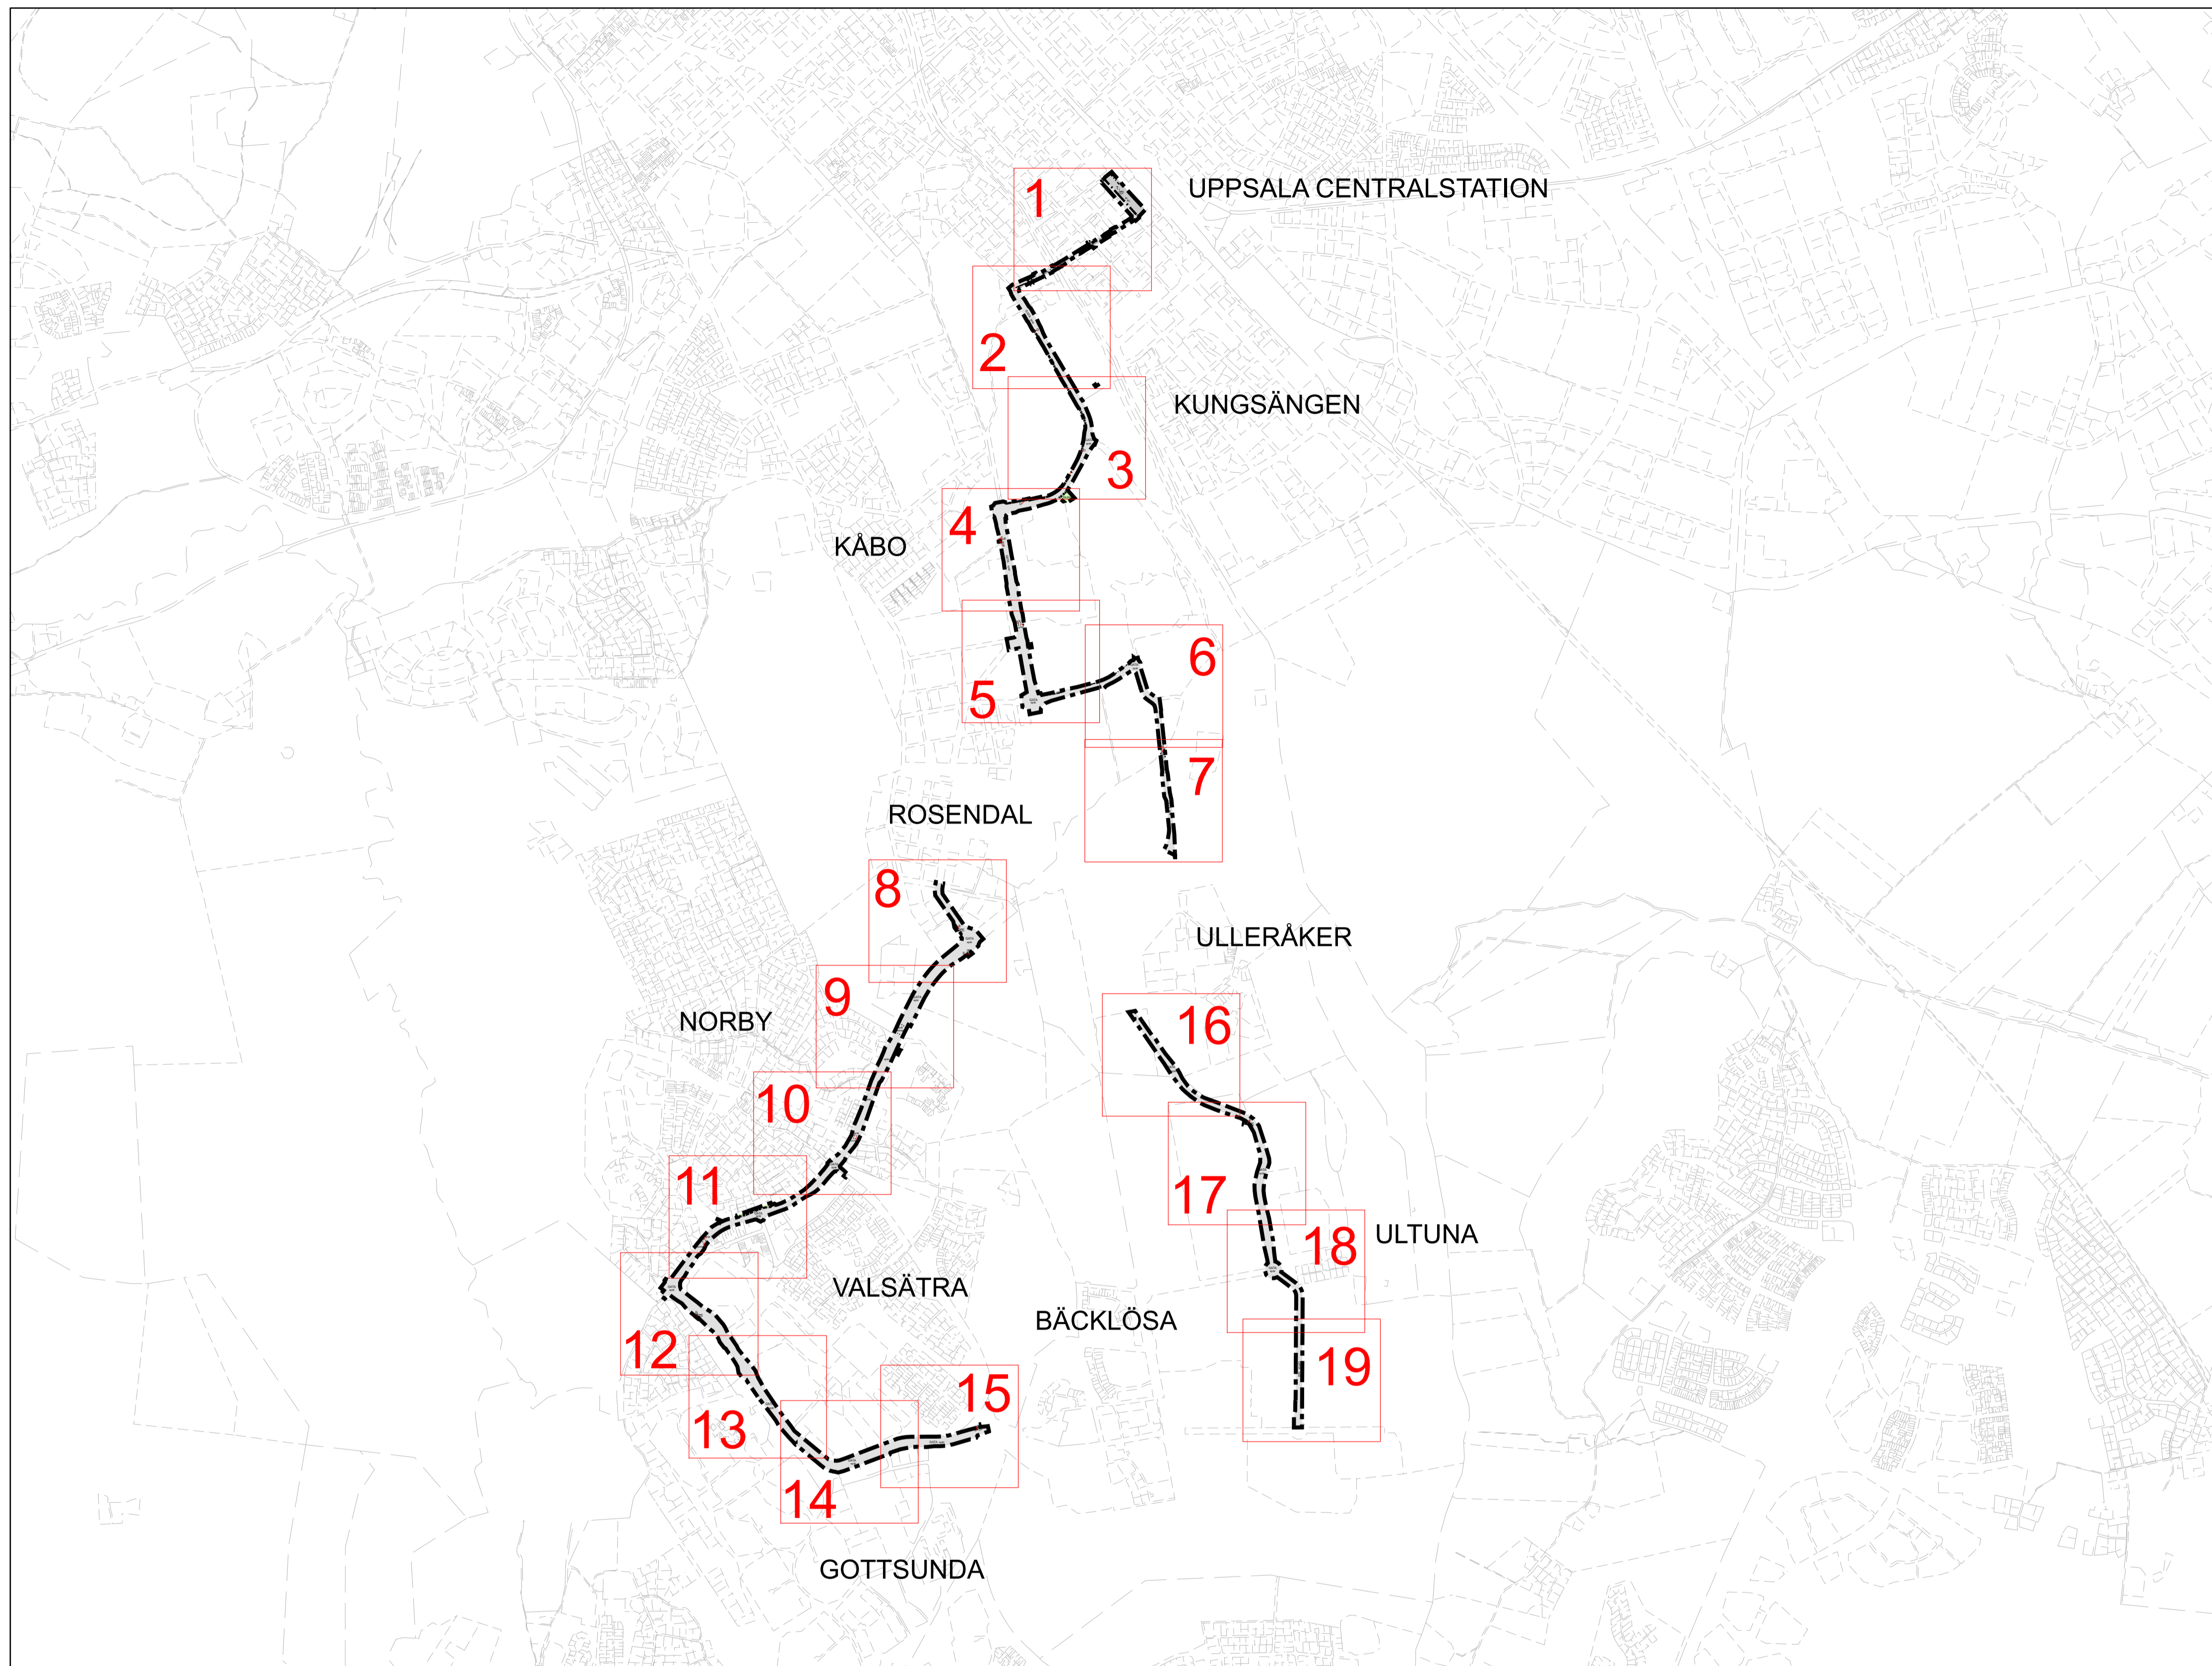 1
UPPSALA CENTRALSTATION
2
KUNGSÄNGEN
3
4
KÅBO
6
5
7
ROSENDAL
8
ULLERÅKER
9
NORBY
16
10
11
17
ULTUNA
18
VALSÄTRA
BÄCKLÖSA
12
19
15
13
14
GOTTSUNDA